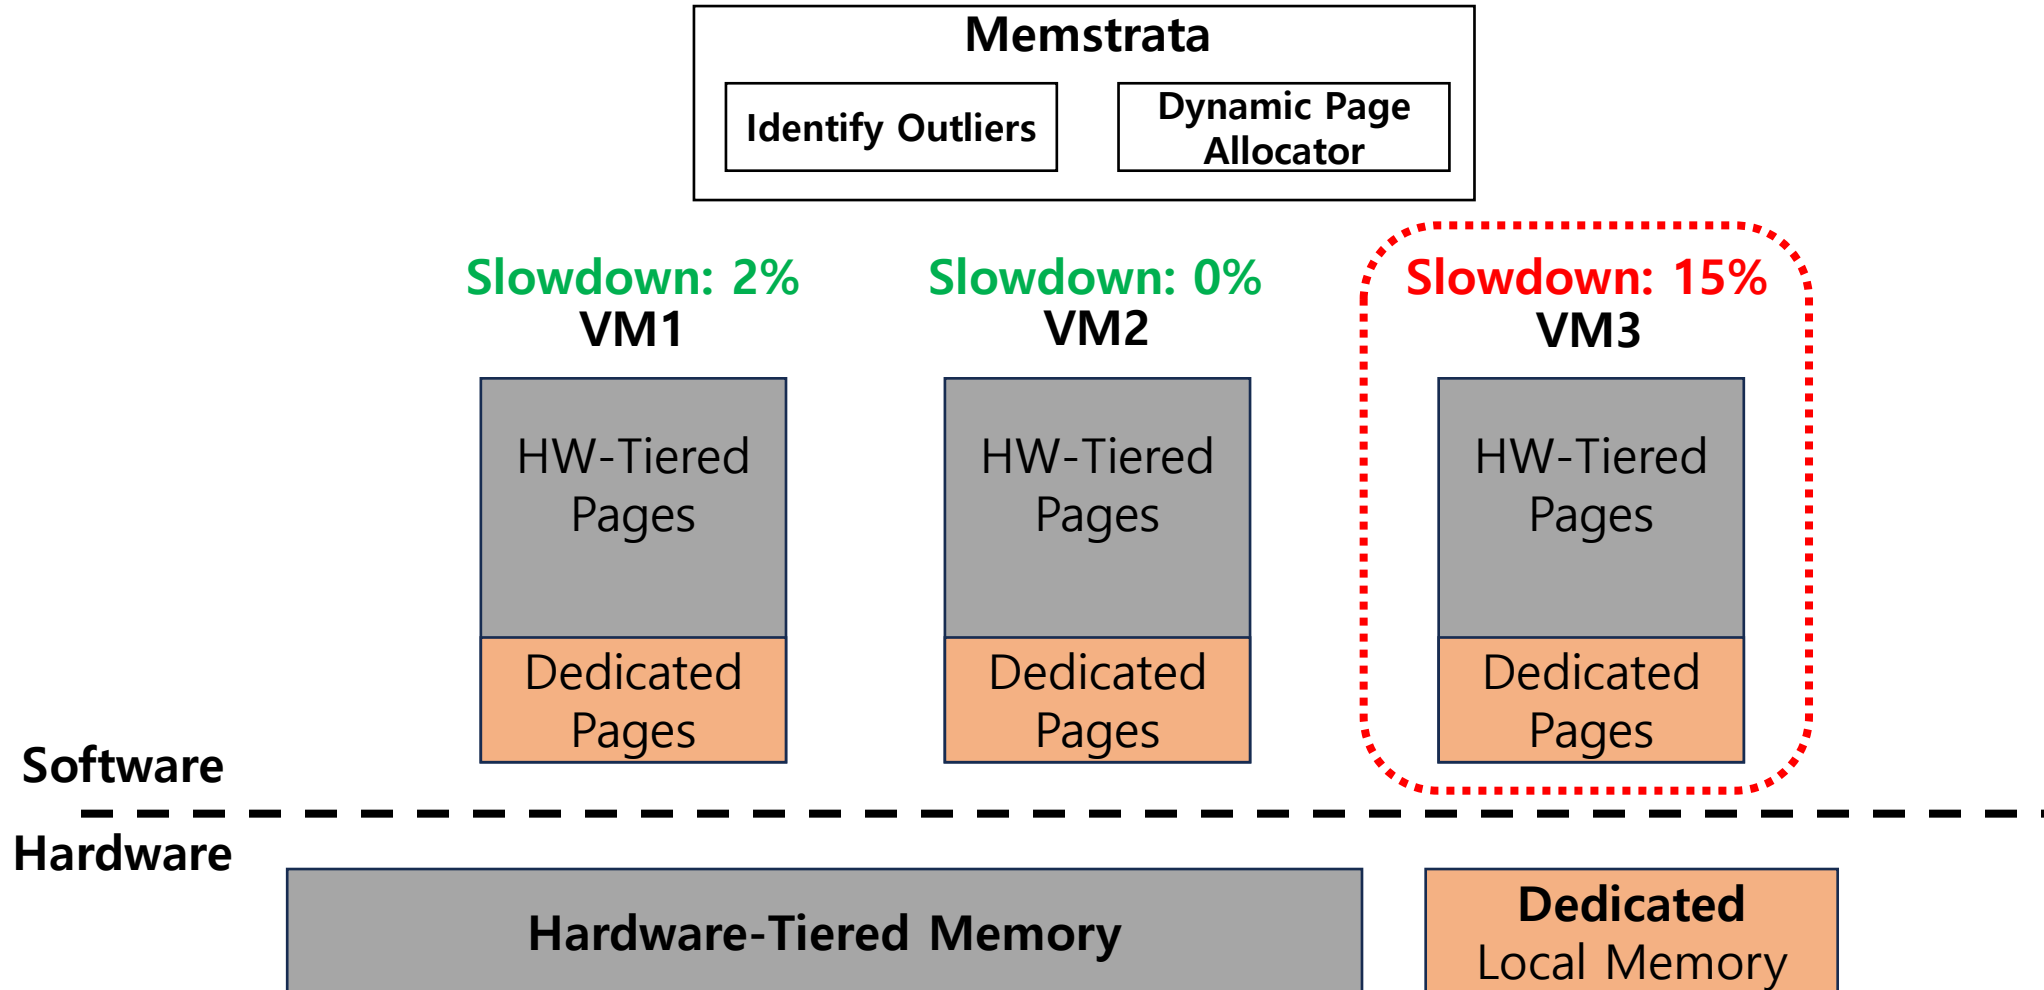 Memstrata
Identify Outliers
Dynamic Page
Allocator
Slowdown: 2%
VM1
Slowdown: 0%
VM2
Slowdown: 15%
VM3
HW-Tiered
Pages
HW-Tiered
Pages
HW-Tiered
Pages
Dedicated
Pages
Dedicated
Pages
Dedicated
Pages
Software
Hardware
Hardware-Tiered Memory
Dedicated
Local Memory